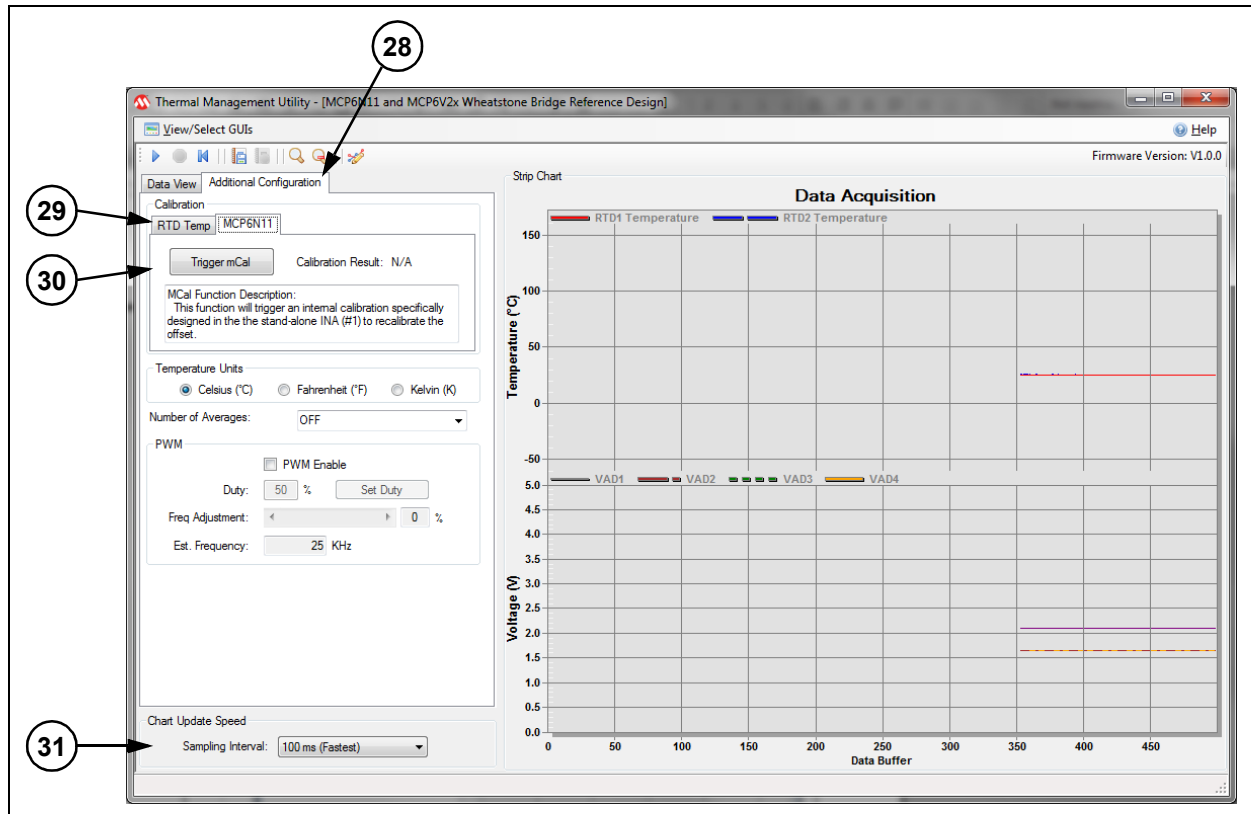 28
Thermal Management Utility - [MCP6N11 and MCP6V2x Wheatstone Bridge Reference Design]
View/Select GUIs
Help
Firmware Version: V1.0.0
Data View
Additional Configuration
29
Calibration
RTD Temp
MCP6N11
30
Trigger mCal
Calibration Result: N/A
MCal Function Description:
This function will trigger an internal calibration specifically
designed in the the stand-alone INA (#1) to recalibrate the
offset.
Temperature Units
Celsius (°C)
Fahrenheit (°F)
Kelvin (K)
Number of Averages:
OFF
PWM
PWM Enable
Duty:
50 %
Set Duty
Freq Adjustment:
0 %
Est. Frequency:
25 KHz
31
Chart Update Speed
Sampling Interval:
100 ms (Fastest)
Strip Chart
Data Acquisition
RTD1 Temperature
RTD2 Temperature
Temperature (°C)
150
100
50
0
-50
VAD1
VAD2
VAD3
VAD4
Voltage (V)
5.0
4.5
4.0
3.5
3.0
2.5
2.0
1.5
1.0
0.5
0.0
0 50 100 150 200 250 300 350 400 450
Data Buffer